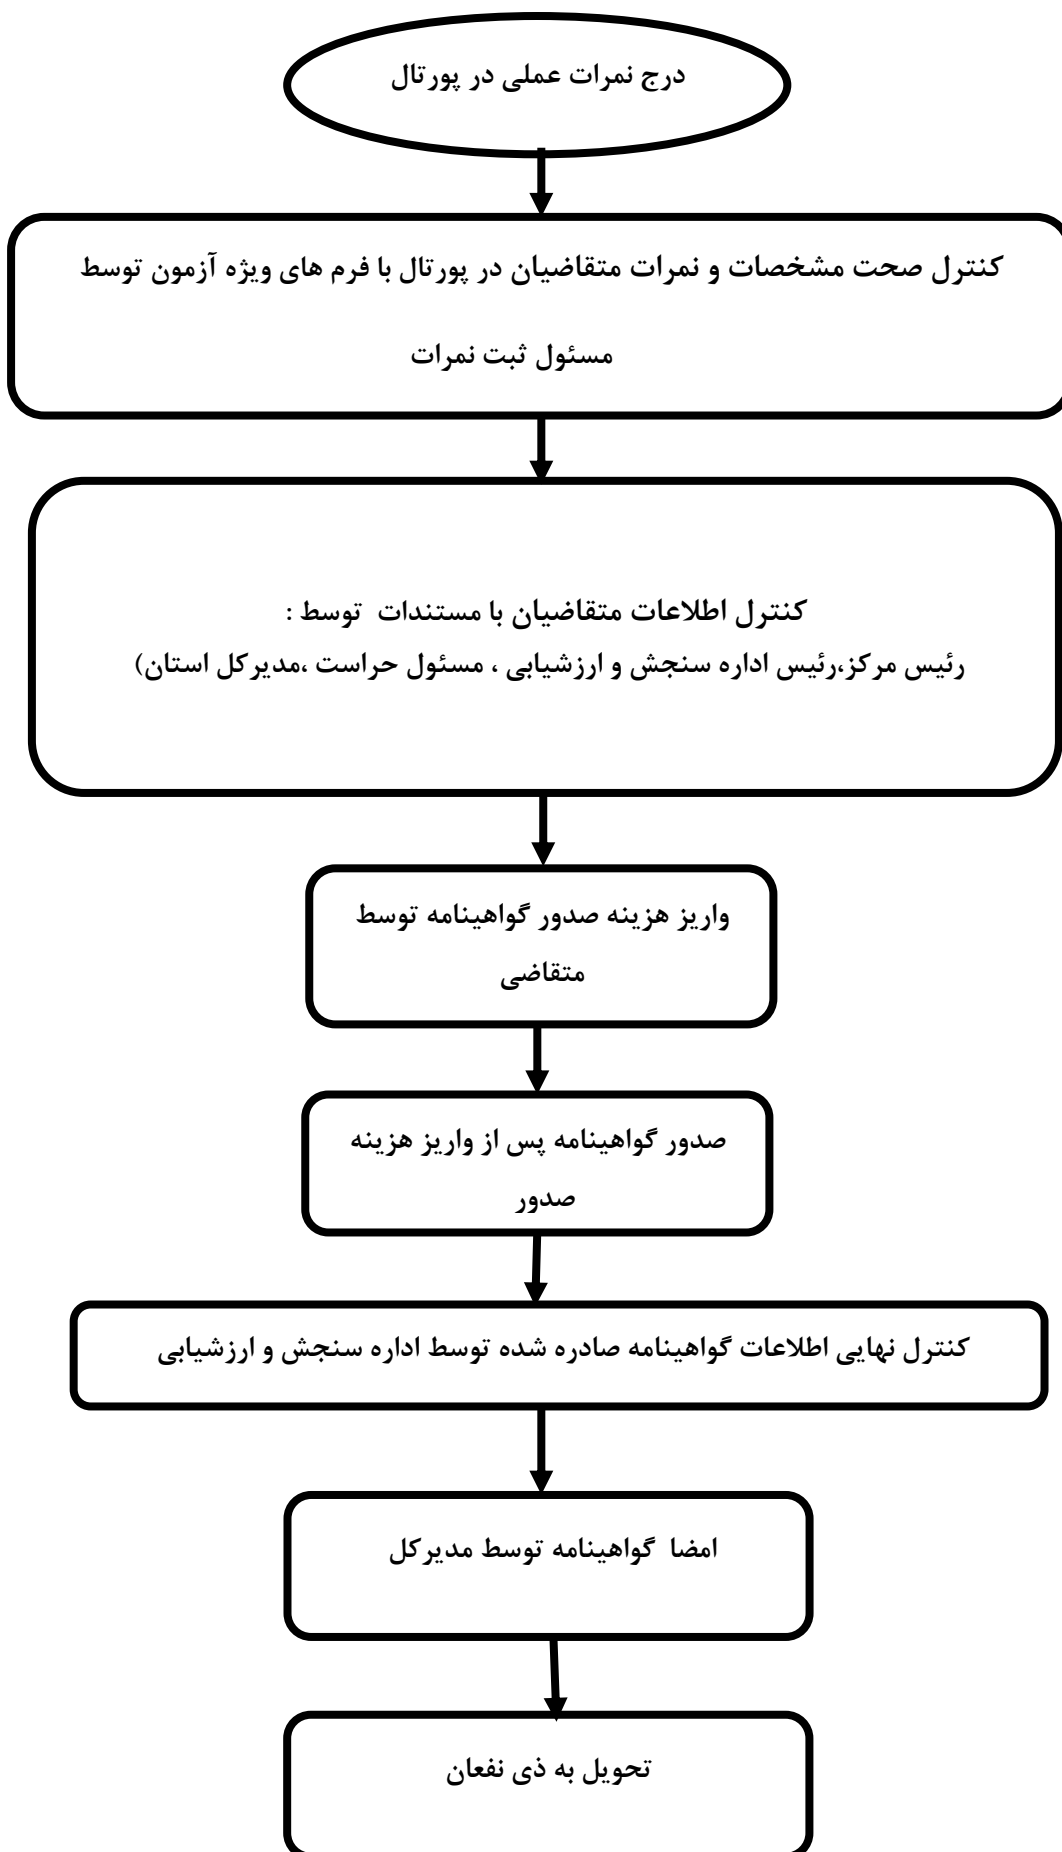 درج نمرات عملی در پورتال
کنترل صحت مشخصات و نمرات متقاضیان در پورتال با فرم های ویژه آزمون توسط
مسئول ثبت نمرات
کنترل اطلاعات متقاضیان با مستندات توسط :
رئیس مرکز،رئیس اداره سنجش و ارزشیابی ، مسئول حراست ،مدیرکل استان)
واریز هزینه صدور گواهینامه توسط
متقاضی
صدور گواهینامه پس از واریز هزینه
صدور
کنترل نهایی اطلاعات گواهینامه صادره شده توسط اداره سنجش و ارزشیابی
امضا گواهینامه توسط مدیرکل
تحویل به ذی نفعان